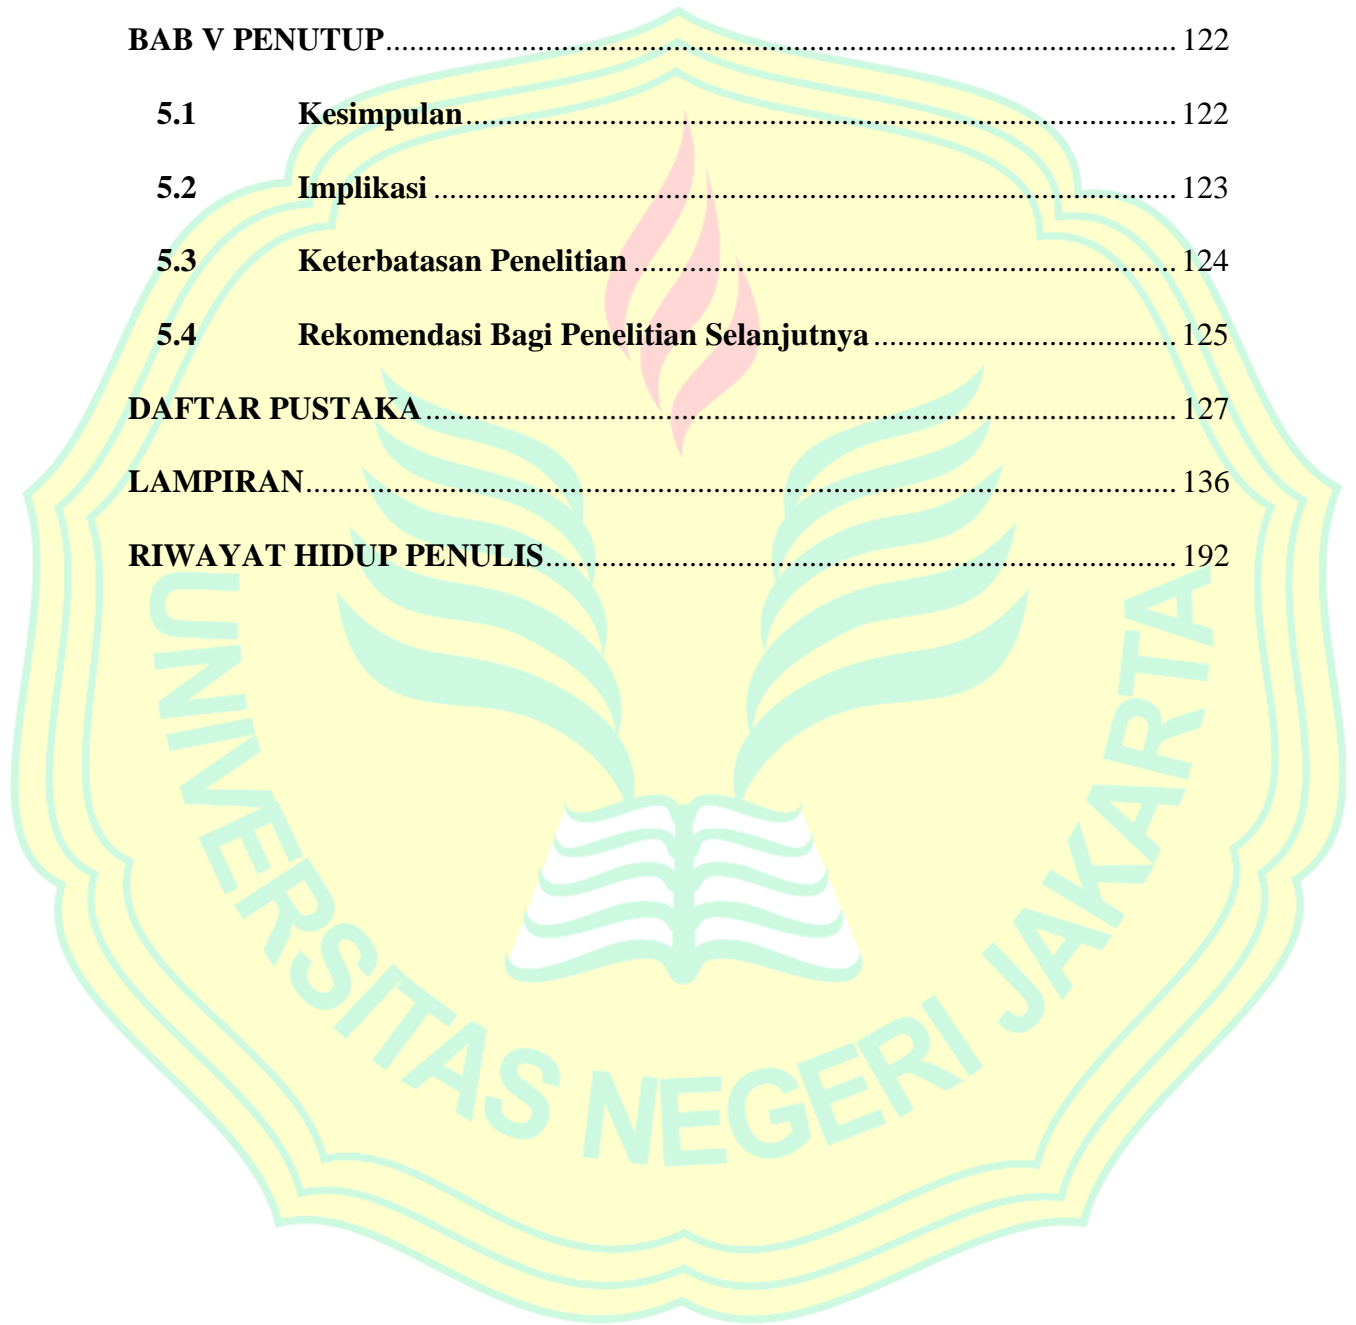 BAB V PENUTUP........................................................................................ 122
5.1 Kesimpulan........................................................................................ 122
5.2 Implikasi........................................................................................ 123
5.3 Keterbatasan Penelitian.................................................................... 124
5.4 Rekomendasi Bagi Penelitian Selanjutnya...................................... 125
DAFTAR PUSTAKA................................................................................ 127
LAMPIRAN............................................................................................. 136
RIWAYAT HIDUP PENULIS................................................................... 192
UNIVERSITAS NEGERI JAKARTA